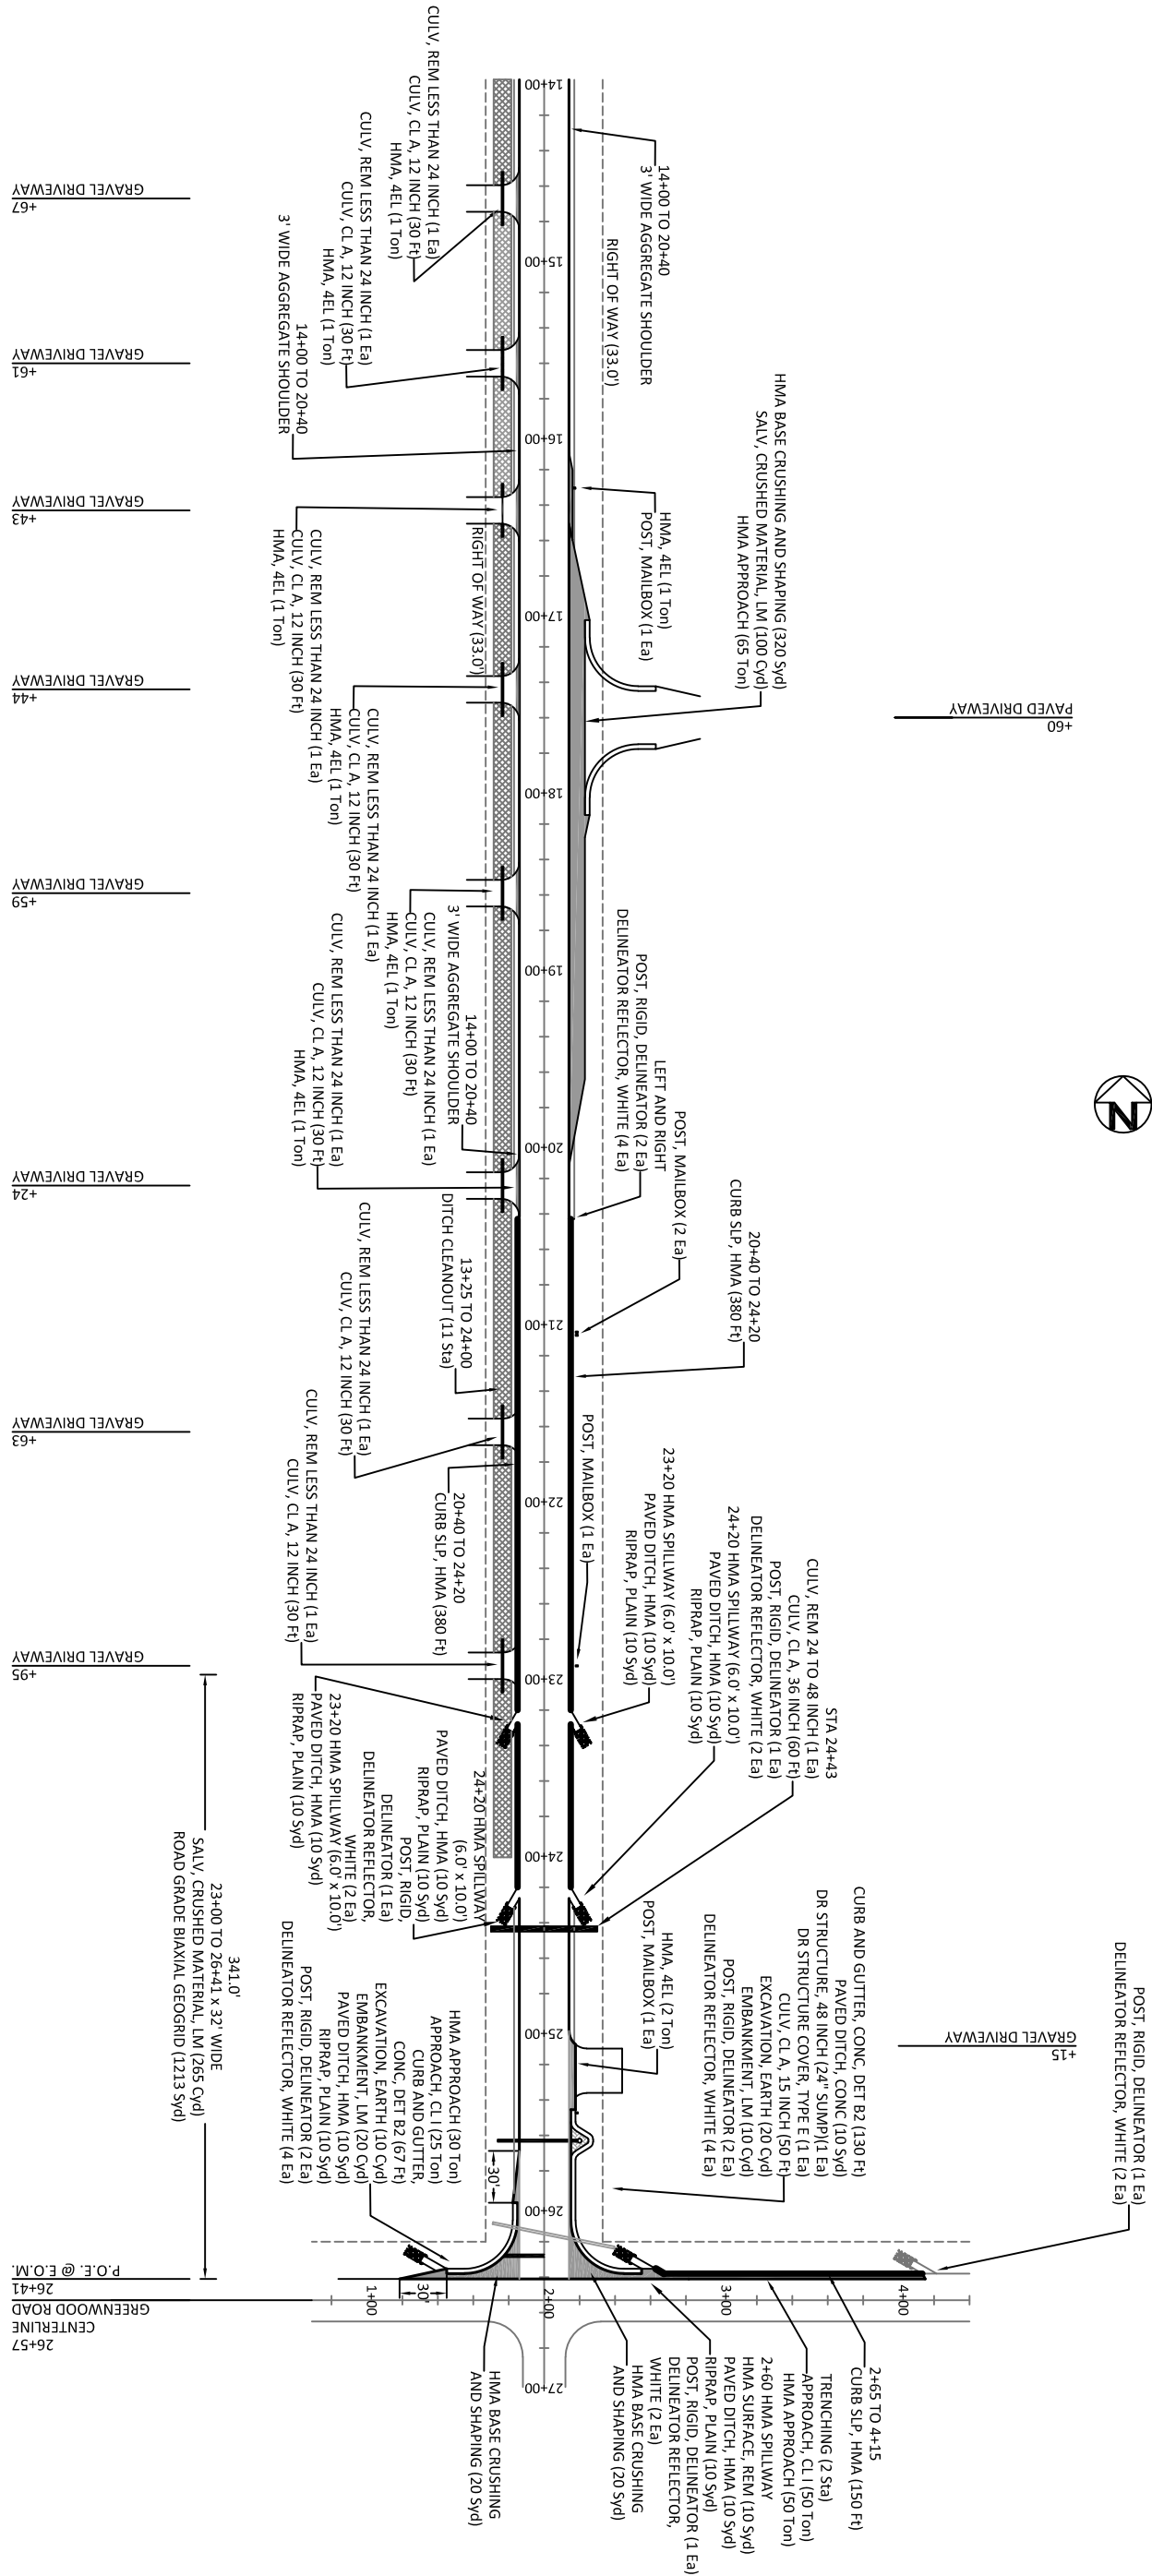 14+00 TO 20+40
3' WIDE AGGREGATE SHOULDER
RIGHT OF WAY (33.0')
HMA BASE CRUSHING AND SHAPING (320 Syd)
SALV, CRUSHED MATERIAL, LM (100 Cyd)
HMA APPROACH (65 Ton)
HMA, 4EL (1 Ton)
POST, MAILBOX (1 Ea)
PAVED DRIVEWAY
+60
LEFT AND RIGHT
POST, RIGID, DELINEATOR (2 Ea)
DELINEATOR REFLECTOR, WHITE (4 Ea)
POST, MAILBOX (2 Ea)
N
20+40 TO 24+20
CURB SLP, HMA (380 Ft)
POST, MAILBOX (1 Ea)
23+20 HMA SPILLWAY (6.0' x 10.0')
PAVED DITCH, HMA (10 Syd)
RIPRAP, PLAIN (10 Syd)
24+20 HMA SPILLWAY (6.0' x 10.0')
PAVED DITCH, HMA (10 Syd)
RIPRAP, PLAIN (10 Syd)
STA 24+43
CULV, REM 24 TO 48 INCH (1 Ea)
CULV, CL A, 36 INCH (60 Ft)
POST, RIGID, DELINEATOR (1 Ea)
DELINEATOR REFLECTOR, WHITE (2 Ea)
HMA, 4EL (2 Ton)
POST, MAILBOX (1 Ea)
GRAVEL DRIVEWAY
+15
CURB AND GUTTER, CONC, DET B2 (130 Ft)
PAVED DITCH, CONC (10 Syd)
DR STRUCTURE, 48 INCH (24" SUMP)(1 Ea)
DR STRUCTURE COVER, TYPE E (1 Ea)
CULV, CL A, 15 INCH (50 Ft)
EXCAVATION, EARTH (20 Cyd)
EMBANKMENT, LM (10 Cyd)
POST, RIGID, DELINEATOR (2 Ea)
DELINEATOR REFLECTOR, WHITE (4 Ea)
POST, RIGID, DELINEATOR (1 Ea)
DELINEATOR REFLECTOR, WHITE (2 Ea)
14+00
15+00
16+00
17+00
18+00
19+00
20+00
21+00
22+00
23+00
24+00
25+00
26+00
27+00
1+00
2+00
3+00
4+00
CULV, REM LESS THAN 24 INCH (1 Ea)
CULV, CL A, 12 INCH (30 Ft)
HMA, 4EL (1 Ton)
CULV, REM LESS THAN 24 INCH (1 Ea)
CULV, CL A, 12 INCH (30 Ft)
HMA, 4EL (1 Ton)
14+00 TO 20+40
3' WIDE AGGREGATE SHOULDER
RIGHT OF WAY (33.0')
CULV, REM LESS THAN 24 INCH (1 Ea)
CULV, CL A, 12 INCH (30 Ft)
HMA, 4EL (1 Ton)
CULV, REM LESS THAN 24 INCH (1 Ea)
CULV, CL A, 12 INCH (30 Ft)
HMA, 4EL (1 Ton)
CULV, REM LESS THAN 24 INCH (1 Ea)
CULV, CL A, 12 INCH (30 Ft)
HMA, 4EL (1 Ton)
14+00 TO 20+40
3' WIDE AGGREGATE SHOULDER
CULV, REM LESS THAN 24 INCH (1 Ea)
CULV, CL A, 12 INCH (30 Ft)
HMA, 4EL (1 Ton)
13+25 TO 24+00
DITCH CLEANOUT (11 Sta)
CULV, REM LESS THAN 24 INCH (1 Ea)
CULV, CL A, 12 INCH (30 Ft)
20+40 TO 24+20
CURB SLP, HMA (380 Ft)
CULV, REM LESS THAN 24 INCH (1 Ea)
CULV, CL A, 12 INCH (30 Ft)
23+20 HMA SPILLWAY (6.0' x 10.0')
PAVED DITCH, HMA (10 Syd)
RIPRAP, PLAIN (10 Syd)
24+20 HMA SPILLWAY
(6.0' x 10.0')
PAVED DITCH, HMA (10 Syd)
RIPRAP, PLAIN (10 Syd)
POST, RIGID,
DELINEATOR (1 Ea)
DELINEATOR REFLECTOR,
WHITE (2 Ea)
HMA APPROACH (30 Ton)
APPROACH, CL I (25 Ton)
CURB AND GUTTER,
CONC, DET B2 (67 Ft)
EXCAVATION, EARTH (10 Cyd)
EMBANKMENT, LM (20 Cyd)
PAVED DITCH, HMA (10 Syd)
RIPRAP, PLAIN (10 Syd)
POST, RIGID, DELINEATOR (2 Ea)
DELINEATOR REFLECTOR, WHITE (4 Ea)
30'
30'
341.0'
23+00 TO 26+41 x 32' WIDE
SALV, CRUSHED MATERIAL, LM (265 Cyd)
ROAD GRADE BIAXIAL GEOGRID (1213 Syd)
GRAVEL DRIVEWAY
+67
GRAVEL DRIVEWAY
+61
GRAVEL DRIVEWAY
+43
GRAVEL DRIVEWAY
+44
GRAVEL DRIVEWAY
+59
GRAVEL DRIVEWAY
+24
GRAVEL DRIVEWAY
+63
GRAVEL DRIVEWAY
+95
P.O.E. @ E.O.M.
26+41
26+57
CENTERLINE
GREENWOOD ROAD
2+65 TO 4+15
CURB SLP, HMA (150 Ft)
TRENCHING (2 Sta)
APPROACH, CL I (50 Ton)
HMA APPROACH (50 Ton)
2+60 HMA SPILLWAY
HMA SURFACE, REM (10 Syd)
PAVED DITCH, HMA (10 Syd)
RIPRAP, PLAIN (10 Syd)
POST, RIGID, DELINEATOR (1 Ea)
DELINEATOR REFLECTOR,
WHITE (2 Ea)
HMA BASE CRUSHING
AND SHAPING (20 Syd)
HMA BASE CRUSHING
AND SHAPING (20 Syd)